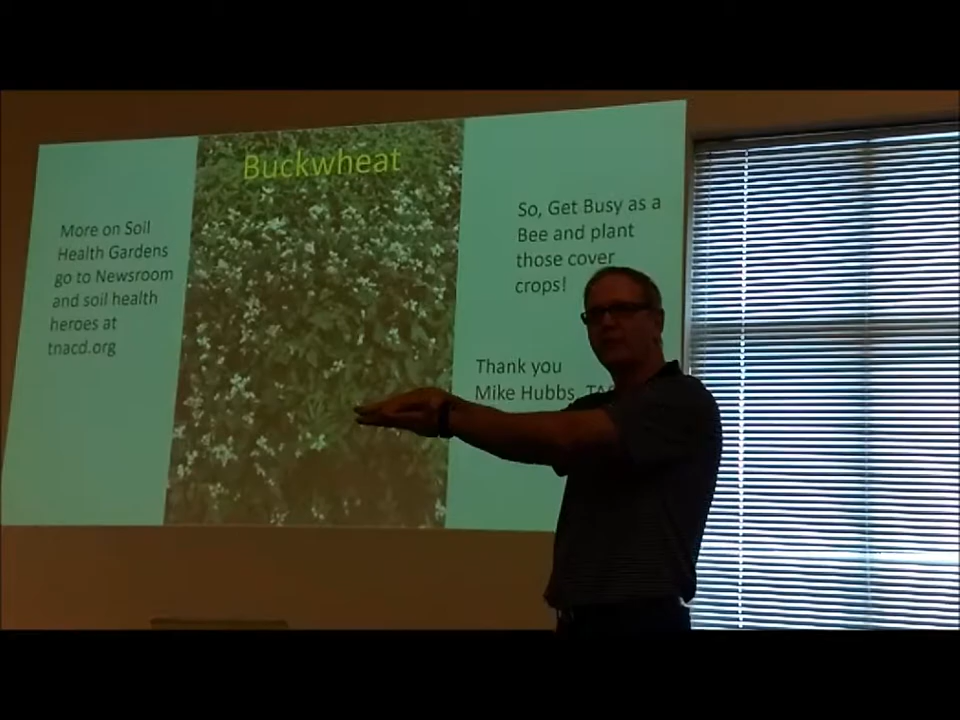 Buckwheat
More on Soil
Health Gardens
go to Newsroom
and soil health
heroes at
tnacd.org
So, Get Busy as a
Bee and plant
those cover
crops!
Thank you
Mike Hubbs,